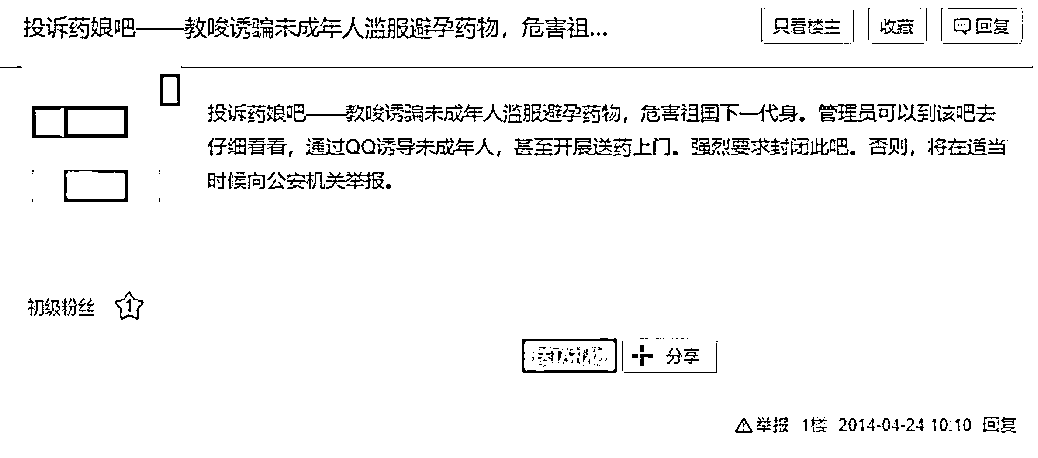 投诉药娘吧——教唆诱骗未成年人滥服避孕药物，危害祖...
只看楼主 收藏 回复
投诉药娘吧——教唆诱骗未成年人滥服避孕药物，危害祖国下一代身。管理员可以到该吧去
仔细看看，通过QQ诱导未成年人，甚至开展送药上门。强烈要求封闭此吧。否则，将在适当
时候向公安机关举报。
初级粉丝 1
分享
举报 1楼 2014-04-24 10:10 回复